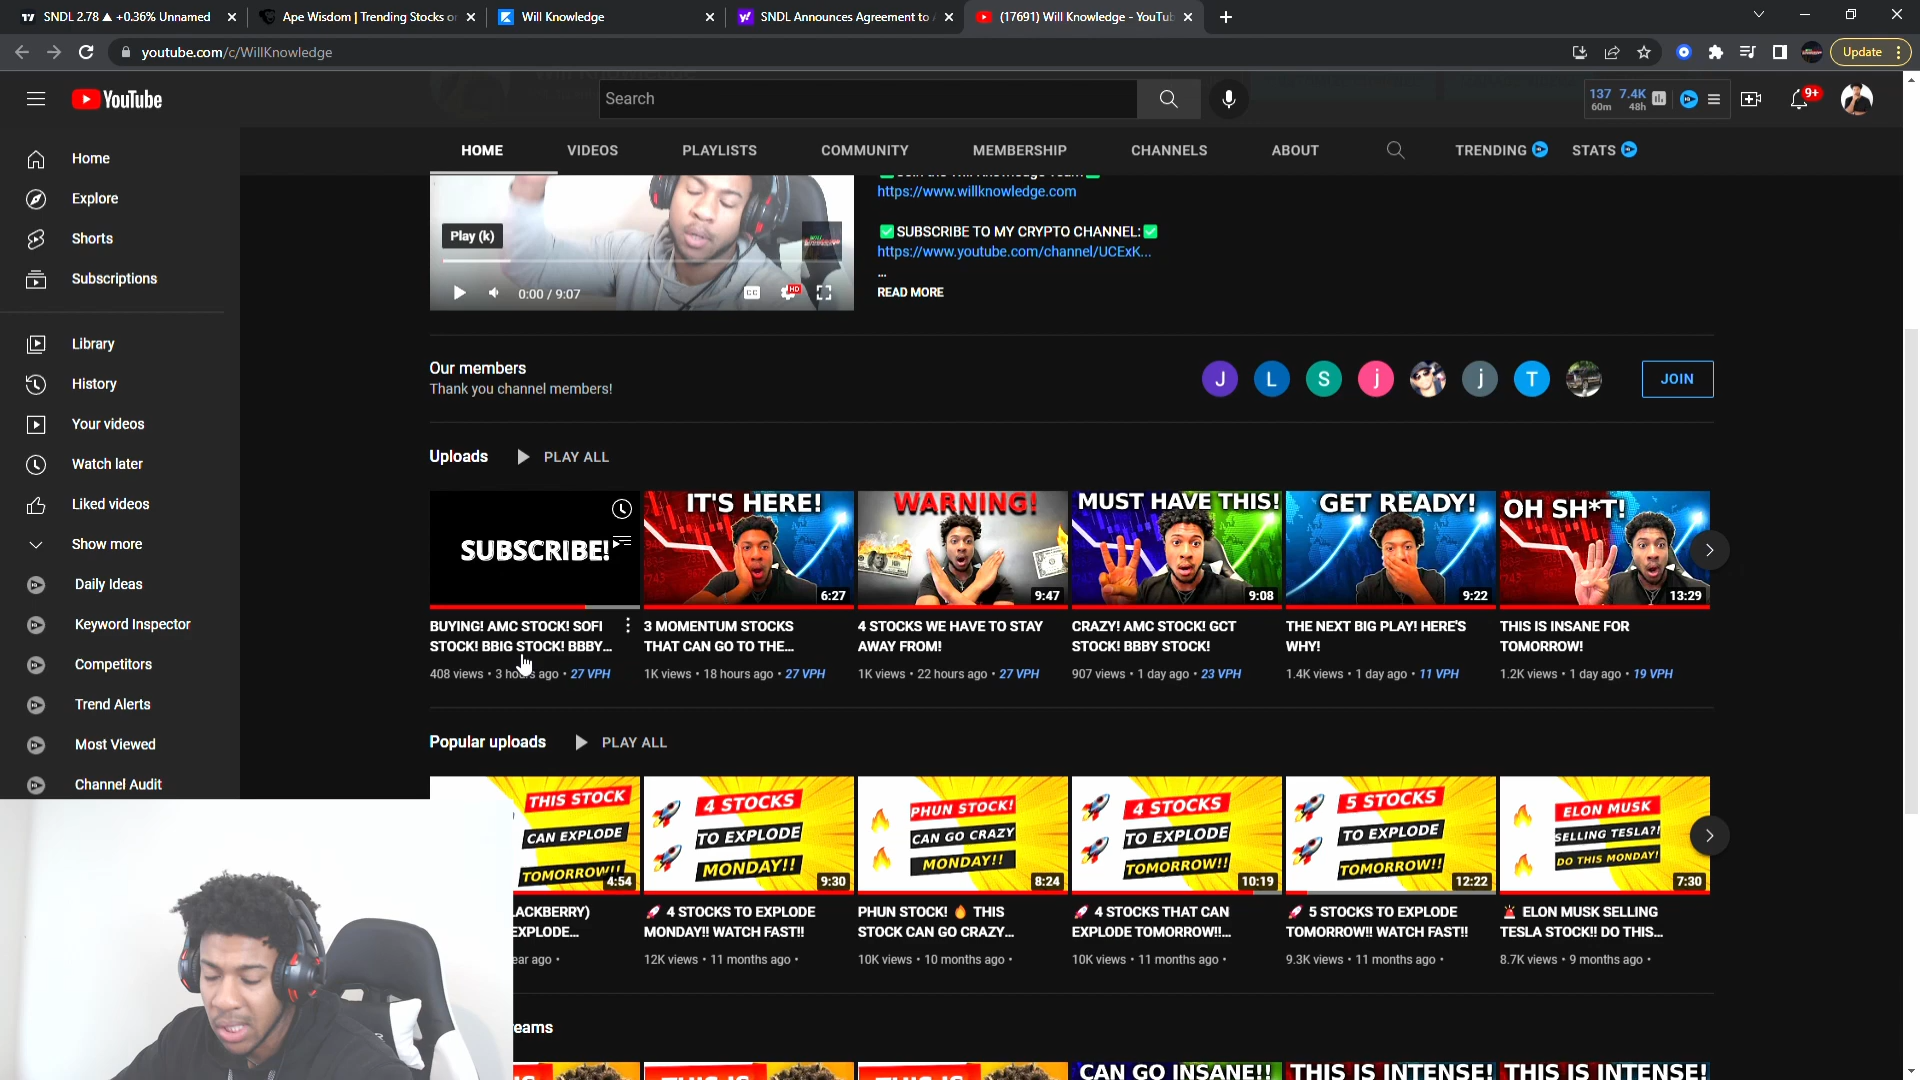 SNDL 2.78 ▲ +0.36% Unnamed
Ape Wisdom | Trending Stocks or
Will Knowledge
SNDL Announces Agreement to
(17691) Will Knowledge - YouTu
youtube.com/c/WillKnowledge
Update
YouTube
Search
137 7.4K
60m 48h
9+
HOME VIDEOS PLAYLISTS COMMUNITY MEMBERSHIP CHANNELS ABOUT TRENDING STATS
Home
Explore
Shorts
Subscriptions
Library
History
Your videos
Watch later
Liked videos
Show more
Daily Ideas
Keyword Inspector
Competitors
Trend Alerts
Most Viewed
Channel Audit
Play (k)
0:00 / 9:07
CC
HD
https://www.willknowledge.com
✅SUBSCRIBE TO MY CRYPTO CHANNEL:✅
https://www.youtube.com/channel/UCExK...
...
READ MORE
Our members
Thank you channel members!
J L S j j T
JOIN
Uploads PLAY ALL
SUBSCRIBE!
IT'S HERE!
6:27
WARNING!
9:47
MUST HAVE THIS!
9:08
GET READY!
9:22
OH SH*T!
13:29
BUYING! AMC STOCK! SOFI
STOCK! BBIG STOCK! BBBY...
408 views • 3 hours ago • 27 VPH
3 MOMENTUM STOCKS
THAT CAN GO TO THE...
1K views • 18 hours ago • 27 VPH
4 STOCKS WE HAVE TO STAY
AWAY FROM!
1K views • 22 hours ago • 27 VPH
CRAZY! AMC STOCK! GCT
STOCK! BBBY STOCK!
907 views • 1 day ago • 23 VPH
THE NEXT BIG PLAY! HERE'S
WHY!
1.4K views • 1 day ago • 11 VPH
THIS IS INSANE FOR
TOMORROW!
1.2K views • 1 day ago • 19 VPH
Popular uploads PLAY ALL
THIS STOCK
CAN EXPLODE
TOMORROW!!
4:54
4 STOCKS
TO EXPLODE
MONDAY!!
9:30
PHUN STOCK!
CAN GO CRAZY
MONDAY!!
8:24
4 STOCKS
TO EXPLODE
TOMORROW!!
10:19
5 STOCKS
TO EXPLODE
TOMORROW!!
12:22
ELON MUSK
SELLING TESLA?!
DO THIS MONDAY!
7:30
LACKBERRY)
EXPLODE...
ear ago •
🚀 4 STOCKS TO EXPLODE
MONDAY!! WATCH FAST!!
12K views • 11 months ago •
PHUN STOCK! 🔥 THIS
STOCK CAN GO CRAZY...
10K views • 10 months ago •
🚀 4 STOCKS THAT CAN
EXPLODE TOMORROW!!...
10K views • 11 months ago •
🚀 5 STOCKS TO EXPLODE
TOMORROW!! WATCH FAST!!
9.3K views • 11 months ago •
🚨 ELON MUSK SELLING
TESLA STOCK!! DO THIS...
8.7K views • 9 months ago •
eams
CAN GO INSANE!!
THIS IS INTENSE!
THIS IS INTENSE!